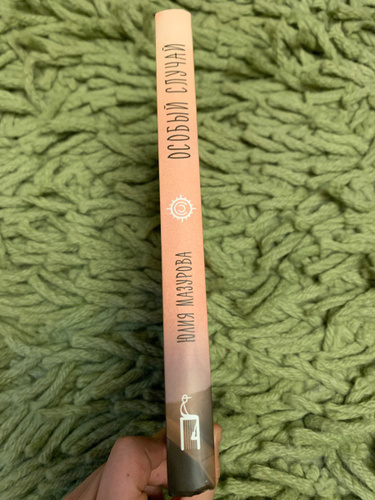 ЮЛИЯ МАЗУРОВА
ОСОБЫЙ СЛУЧАЙ